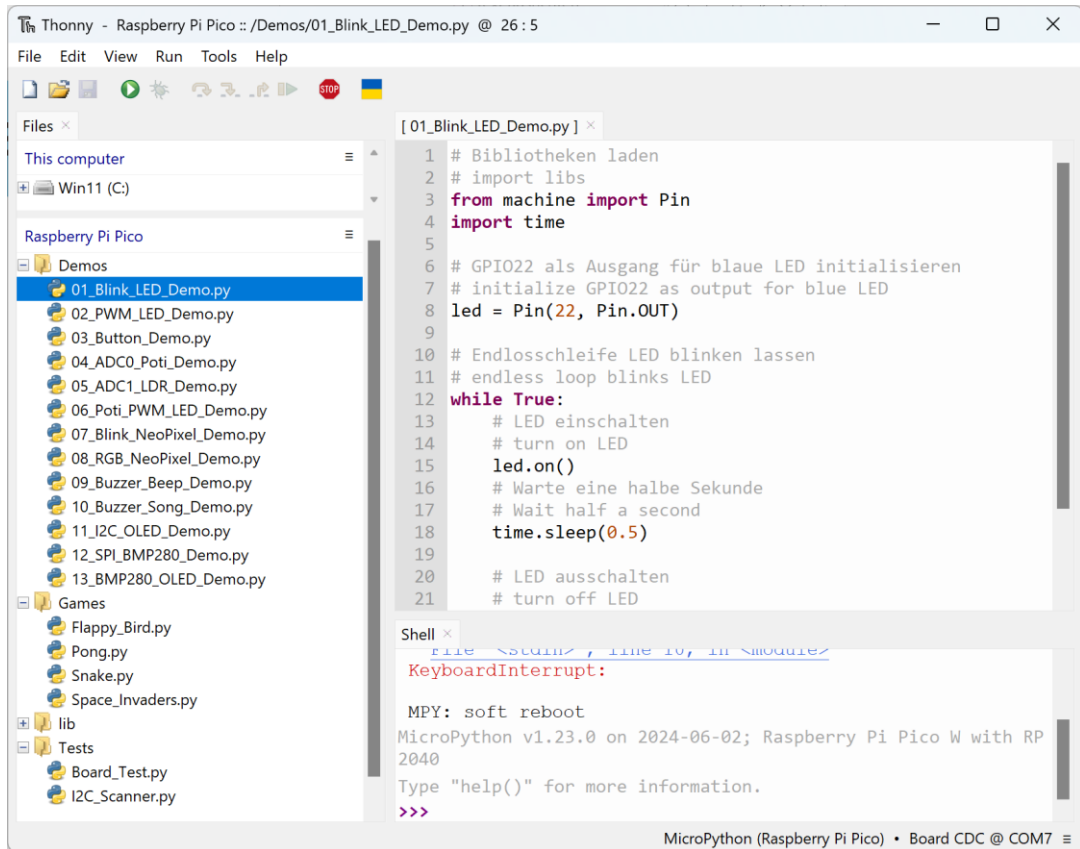 Thonny - Raspberry Pi Pico :: /Demos/01_Blink_LED_Demo.py @ 26 : 5
File Edit View Run Tools Help
STOP
Files
This computer
Win11 (C:)
Raspberry Pi Pico
Demos
01_Blink_LED_Demo.py
02_PWM_LED_Demo.py
03_Button_Demo.py
04_ADC0_Poti_Demo.py
05_ADC1_LDR_Demo.py
06_Poti_PWM_LED_Demo.py
07_Blink_NeoPixel_Demo.py
08_RGB_NeoPixel_Demo.py
09_Buzzer_Beep_Demo.py
10_Buzzer_Song_Demo.py
11_I2C_OLED_Demo.py
12_SPI_BMP280_Demo.py
13_BMP280_OLED_Demo.py
Games
Flappy_Bird.py
Pong.py
Snake.py
Space_Invaders.py
lib
Tests
Board_Test.py
I2C_Scanner.py
[ 01_Blink_LED_Demo.py ]
1 # Bibliotheken laden
2 # import libs
3 from machine import Pin
4 import time
5
6 # GPIO22 als Ausgang für blaue LED initialisieren
7 # initialize GPIO22 as output for blue LED
8 led = Pin(22, Pin.OUT)
9
10 # Endlosschleife LED blinken lassen
11 # endless loop blinks LED
12 while True:
13 # LED einschalten
14 # turn on LED
15 led.on()
16 # Warte eine halbe Sekunde
17 # Wait half a second
18 time.sleep(0.5)
19
20 # LED ausschalten
21 # turn off LED
Shell
File "<stdin>", line 10, in <module>
KeyboardInterrupt:
MPY: soft reboot
MicroPython v1.23.0 on 2024-06-02; Raspberry Pi Pico W with RP
2040
Type "help()" for more information.
>>>
MicroPython (Raspberry Pi Pico) • Board CDC @ COM7